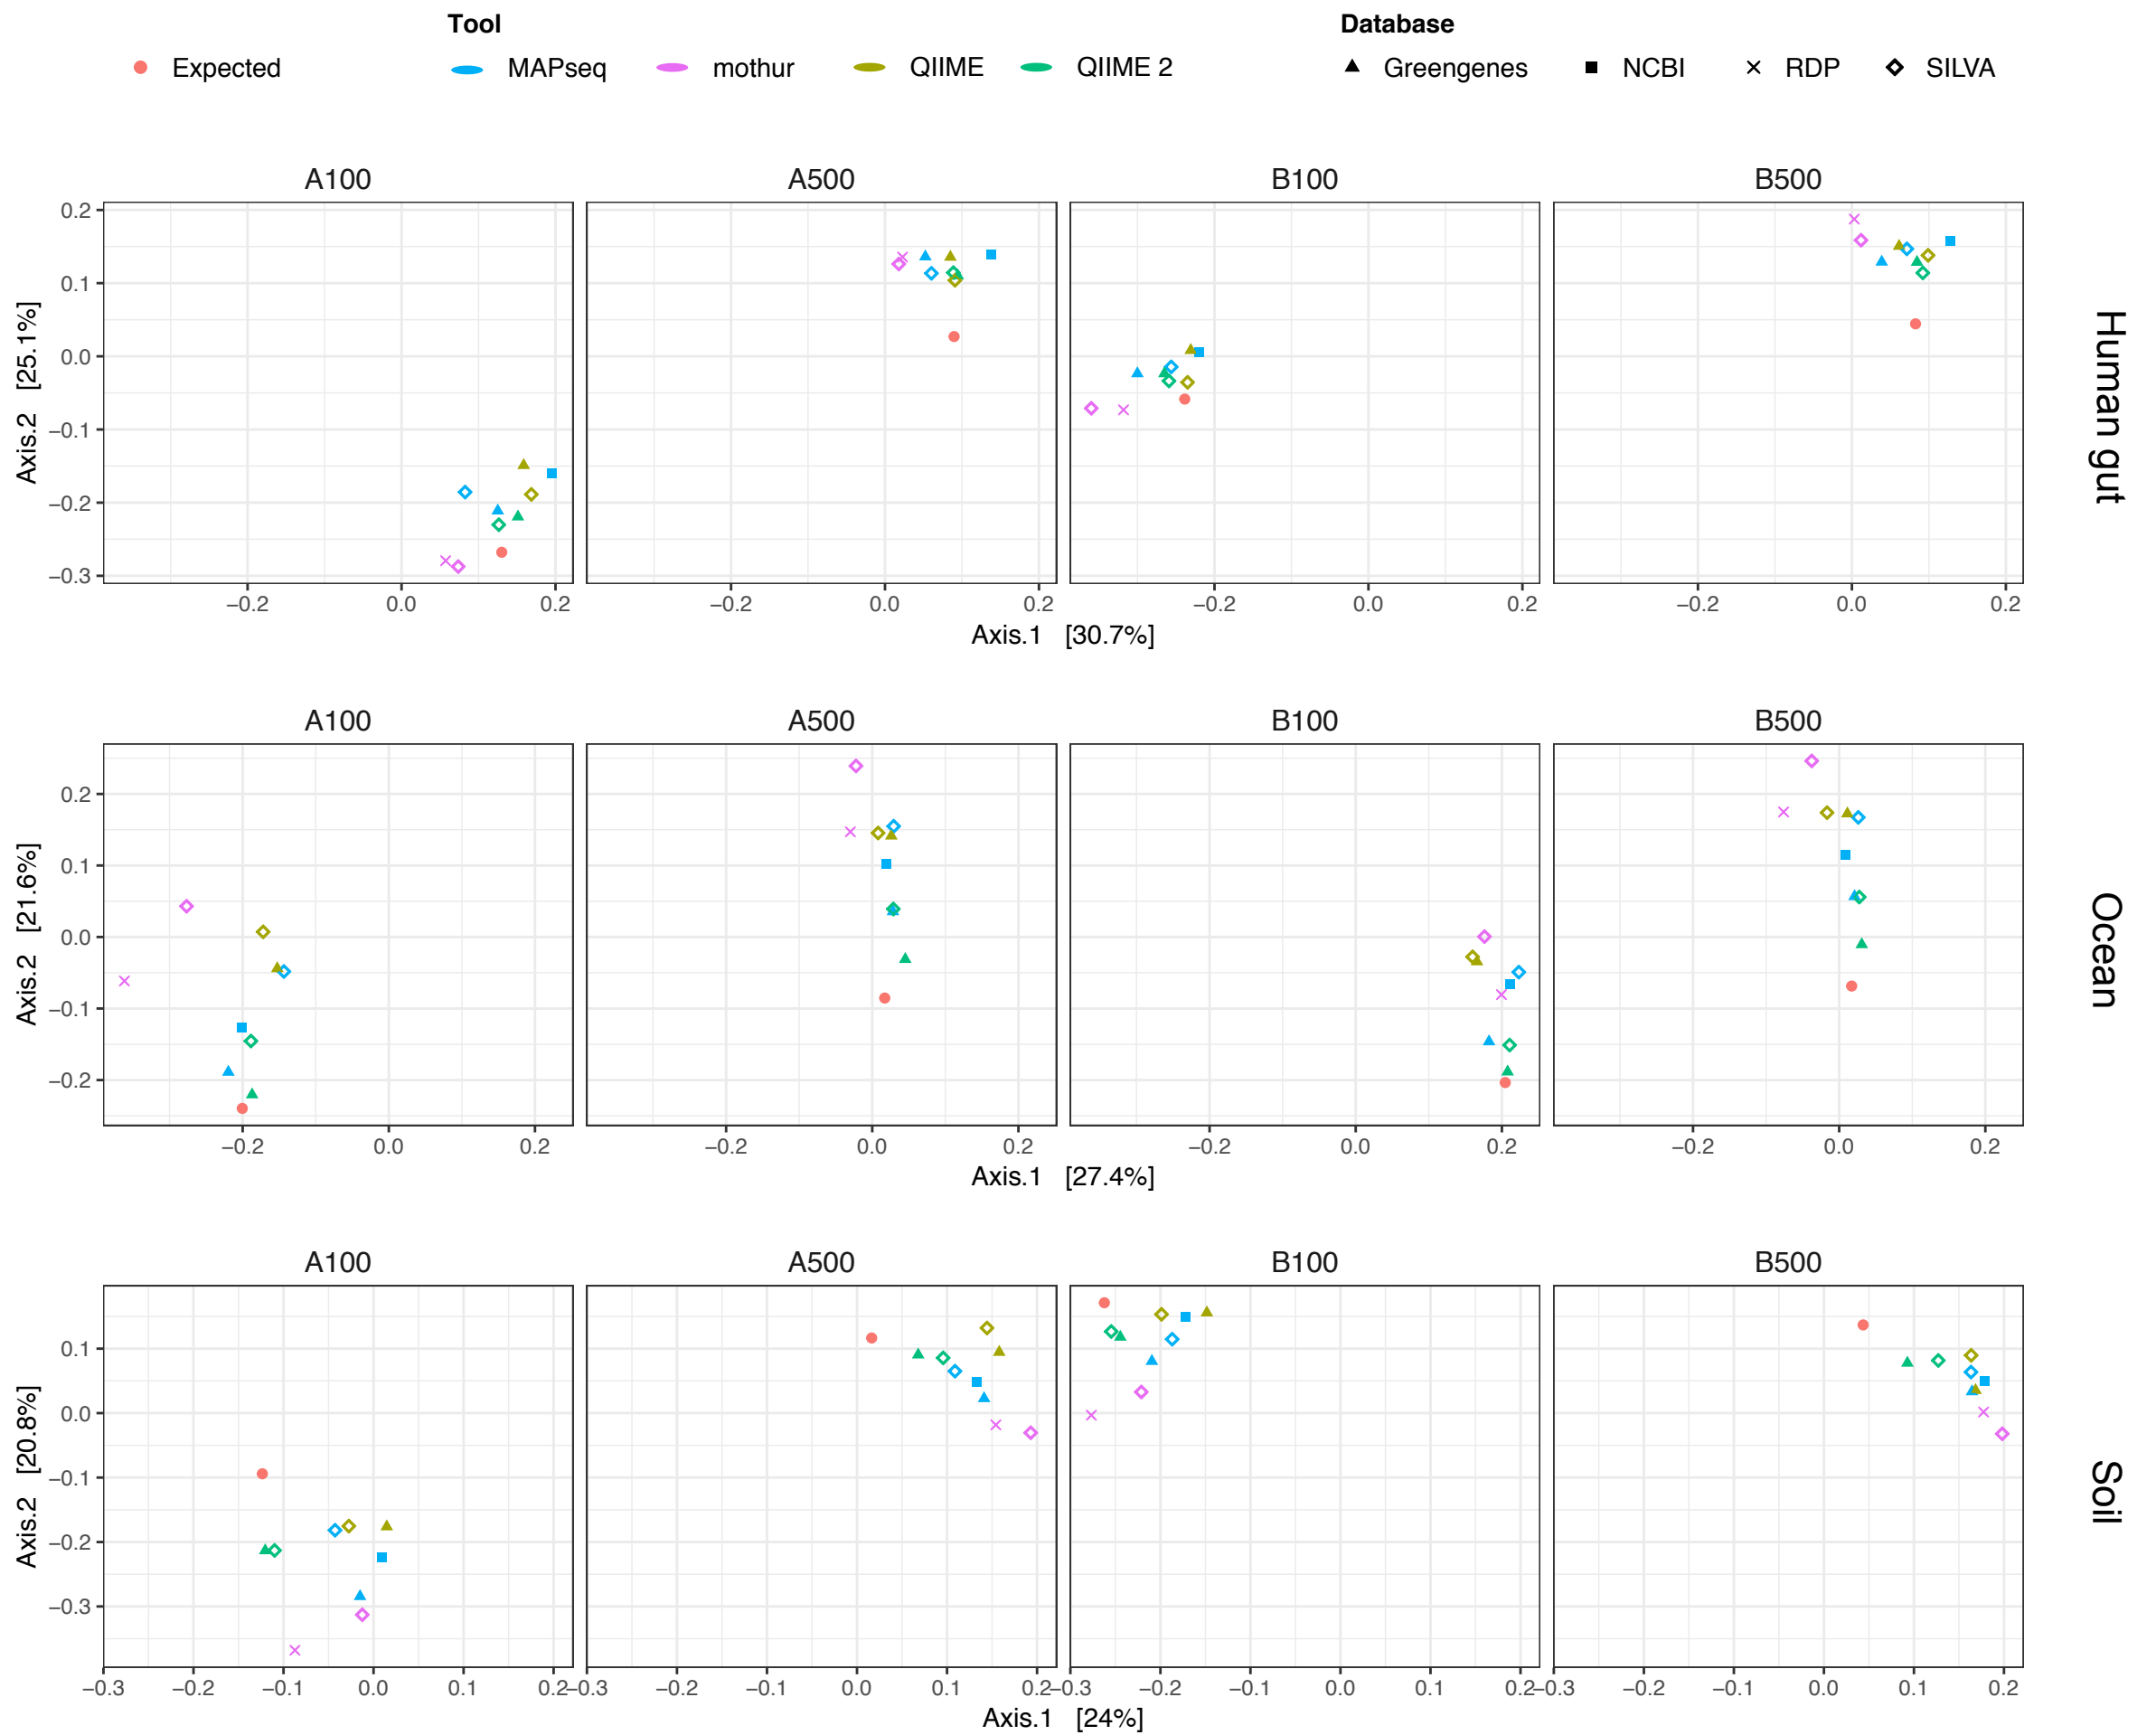 Tool Database
Expected MAPseq mothur QIIME QIIME 2 Greengenes NCBI RDP SILVA
A100 A500 B100 B500
0.2
0.1
0.0
−0.1
−0.2
−0.3
Axis.2 [25.1%]
Human gut
−0.2 0.0 0.2 −0.2 0.0 0.2 −0.2 0.0 0.2 −0.2 0.0 0.2
Axis.1 [30.7%]
A100 A500 B100 B500
0.2
0.1
0.0
−0.1
−0.2
Axis.2 [21.6%]
Ocean
−0.2 0.0 0.2 −0.2 0.0 0.2 −0.2 0.0 0.2 −0.2 0.0 0.2
Axis.1 [27.4%]
A100 A500 B100 B500
0.1
0.0
−0.1
−0.2
−0.3
Axis.2 [20.8%]
Soil
−0.3 −0.2 −0.1 0.0 0.1 0.2 −0.3 −0.2 −0.1 0.0 0.1 0.2 −0.3 −0.2 −0.1 0.0 0.1 0.2 −0.3 −0.2 −0.1 0.0 0.1 0.2
Axis.1 [24%]